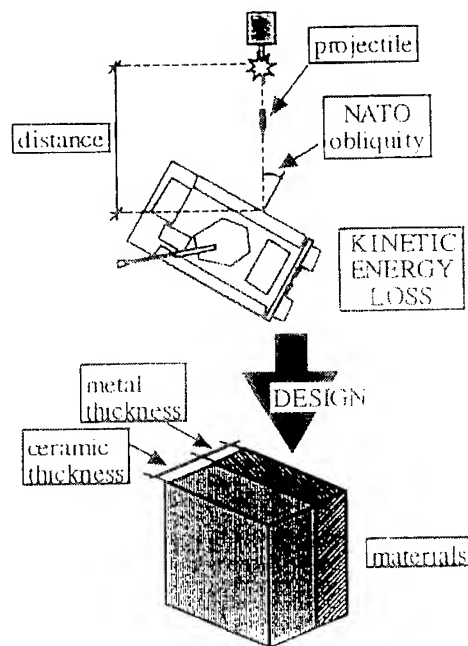 projectile
NATO
obliquity
distance
KINETIC
ENERGY
LOSS
metal
thickness
DESIGN
ceramic
thickness
materials